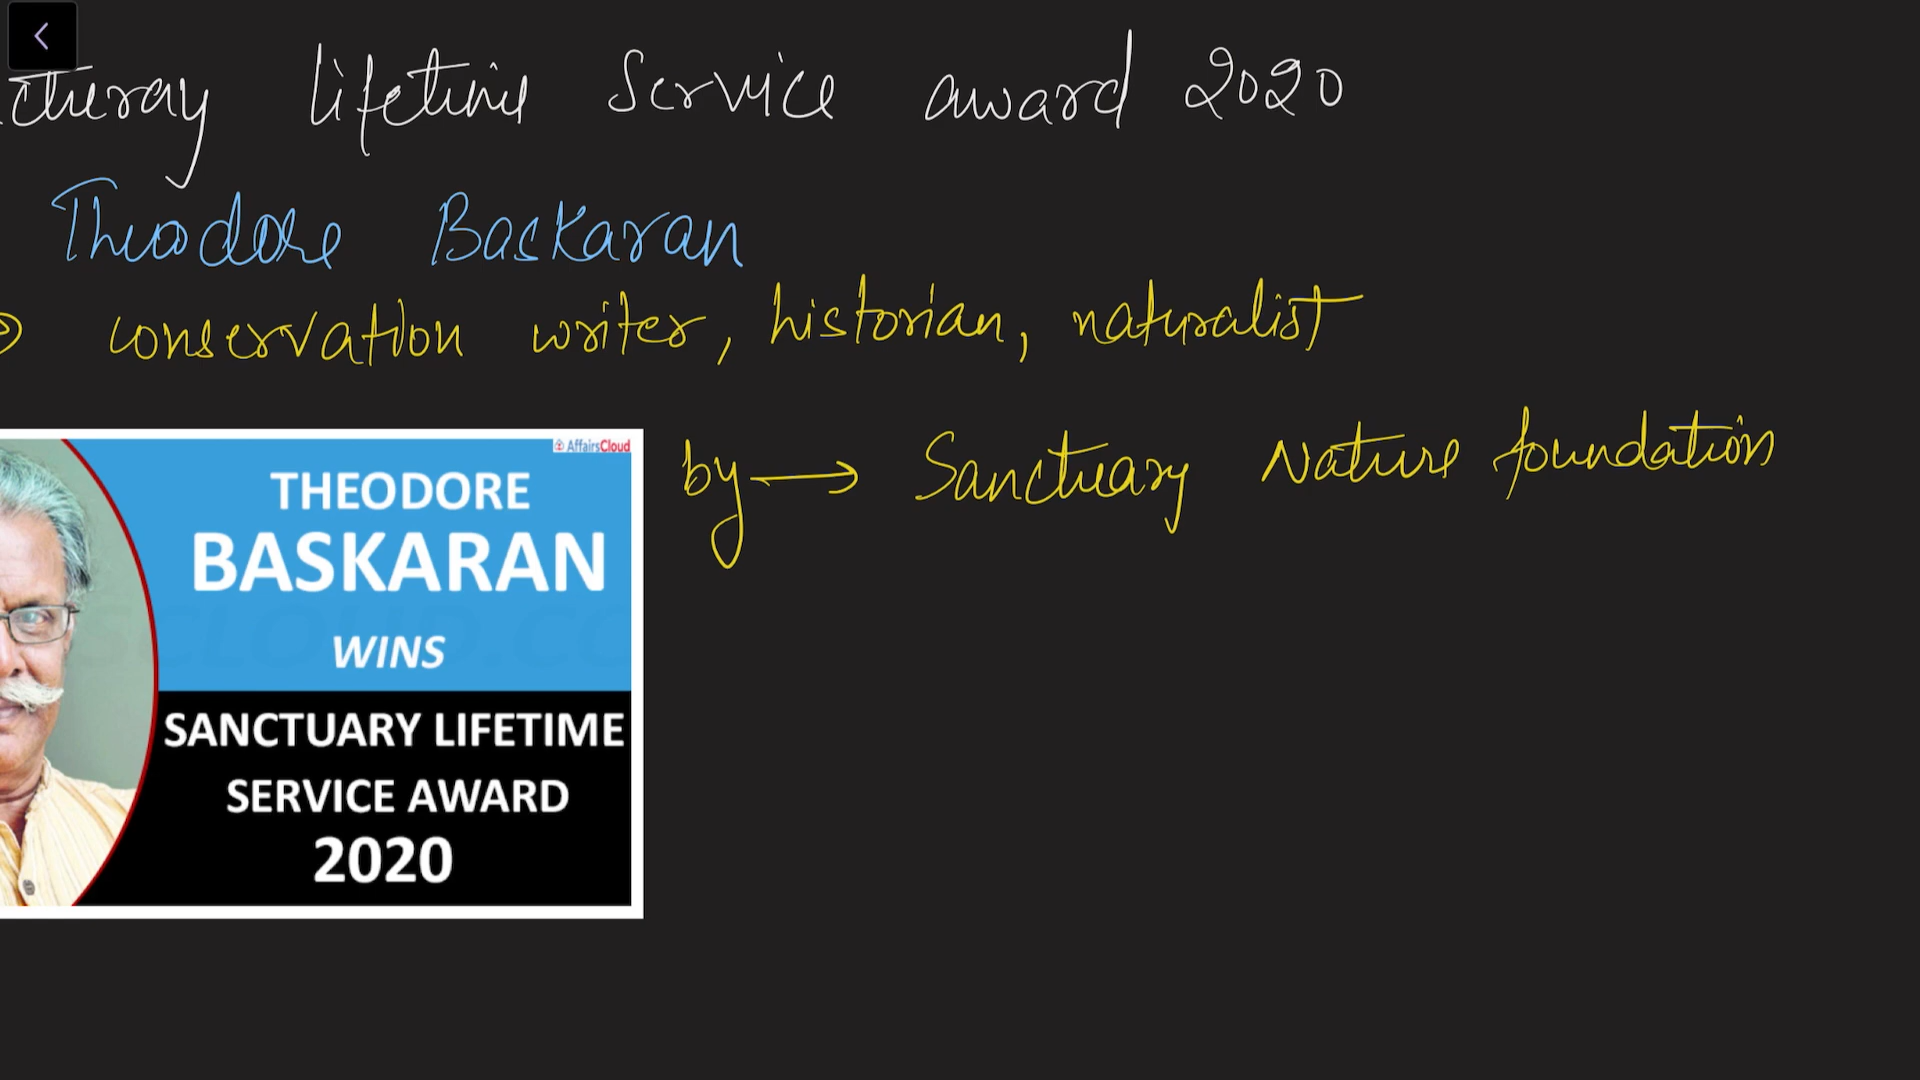 ctuary lifetime Service award 2020
Theodore Baskaran
conservation writer, historian, naturalist
by → Sanctuary Nature foundation
AffairsCloud
THEODORE
BASKARAN
WINS
SANCTUARY LIFETIME
SERVICE AWARD
2020